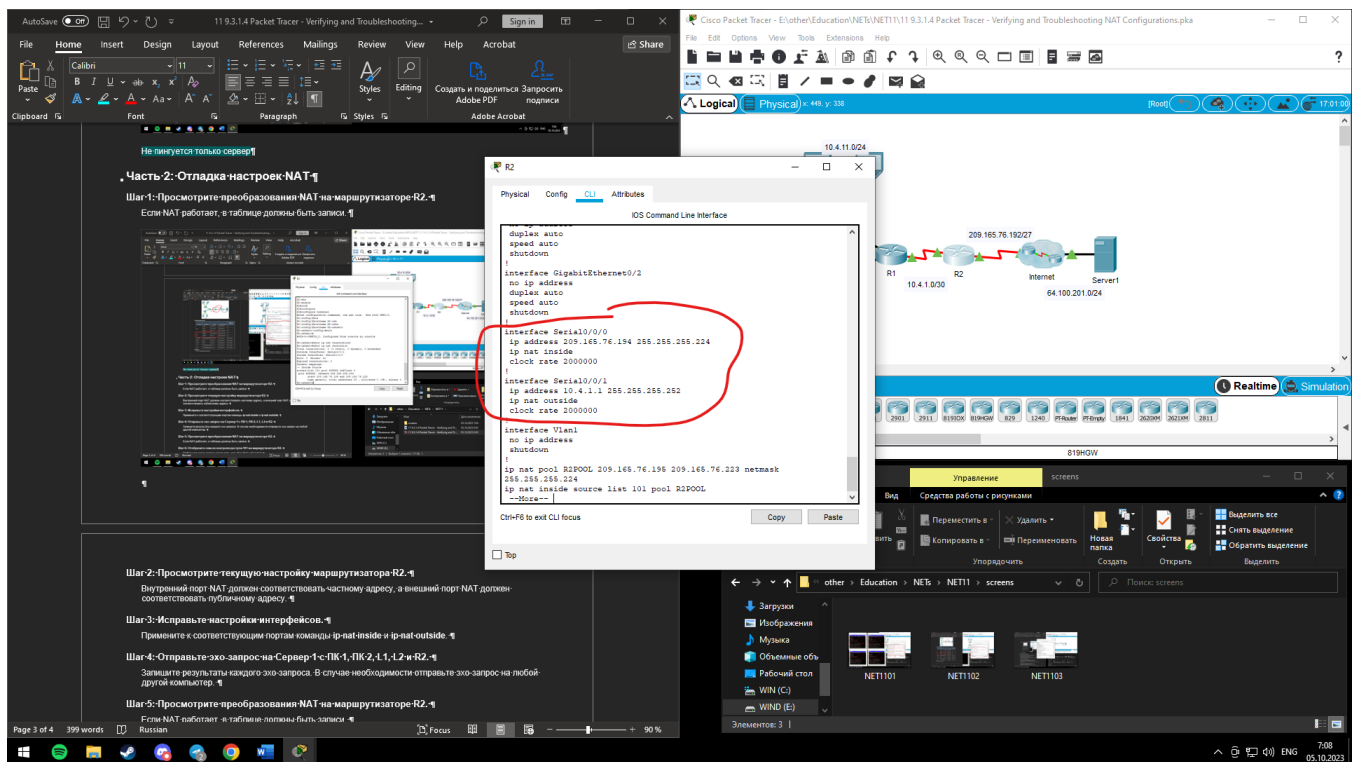 AutoSave Off
11 9.3.1.4 Packet Tracer - Verifying and Troubleshooting...
Sign in
File Home Insert Design Layout References Mailings Review View Help Acrobat
Share
Paste
Calibri 11
Styles
Editing
Создать и поделиться Adobe PDF
Запросить подписи
Clipboard Font Paragraph Styles Adobe Acrobat
Не пингуется только сервер
Часть 2: Отладка настроек NAT
Шаг 1: Просмотрите преобразования NAT на маршрутизаторе R2.
Если NAT работает, в таблице должны быть записи.
Шаг 2: Просмотрите текущую настройку маршрутизатора R2.
Внутренний порт NAT должен соответствовать частному адресу, а внешний порт NAT должен
соответствовать публичному адресу.
Шаг 3: Исправьте настройки интерфейсов.
Примените к соответствующим портам команды ip nat inside и ip nat outside.
Шаг 4: Отправьте эхо-запрос на Сервер 1 с ПК 1, ПК 2, L1, L2 и R2.
Запишите результаты каждого эхо-запроса. В случае необходимости отправьте эхо-запрос на любой
другой компьютер.
Шаг 5: Просмотрите преобразования NAT на маршрутизаторе R2.
Если NAT работает, в таблице должны быть записи.
Page 3 of 4 399 words Russian Focus 90%
R2
Physical Config CLI Attributes
IOS Command Line Interface
duplex auto
speed auto
shutdown
!
interface GigabitEthernet0/2
no ip address
duplex auto
speed auto
shutdown
!
interface Serial0/0/0
ip address 209.165.76.194 255.255.255.224
ip nat inside
clock rate 2000000
!
interface Serial0/0/1
ip address 10.4.1.1 255.255.255.252
ip nat outside
clock rate 2000000
!
interface Vlan1
no ip address
shutdown
!
ip nat pool R2POOL 209.165.76.195 209.165.76.223 netmask
255.255.255.224
ip nat inside source list 101 pool R2POOL
--More--
Ctrl+F6 to exit CLI focus
Copy
Paste
Top
Cisco Packet Tracer - E:\other\Education\NETs\NET11\11 9.3.1.4 Packet Tracer - Verifying and Troubleshooting NAT Configurations.pka
File Edit Options View Tools Extensions Help
Logical
Physical
x: 449, y: 338
[Root]
17:01:00
10.4.11.0/24
209.165.76.192/27
R1
R2
Internet
Server1
10.4.1.0/30
64.100.201.0/24
Realtime
Simulation
2901 2911 819IOX 819HGW 829 1240 PT-Router PT-Empty 1841 2620XM 2621XM 2811
819HGW
Управление
screens
Вид
Средства работы с рисунками
Переместить в
Копировать в
Удалить
Переименовать
Новая папка
Свойства
Выделить все
Снять выделение
Обратить выделение
Упорядочить Создать Открыть Выделить
other > Education > NETs > NET11 > screens
Поиск: screens
Загрузки
Изображения
Музыка
Объемные объ
Рабочий стол
WIN (C:)
WIND (E:)
NET1101
NET1102
NET1103
Элементов: 3
ENG
7:08
05.10.2023